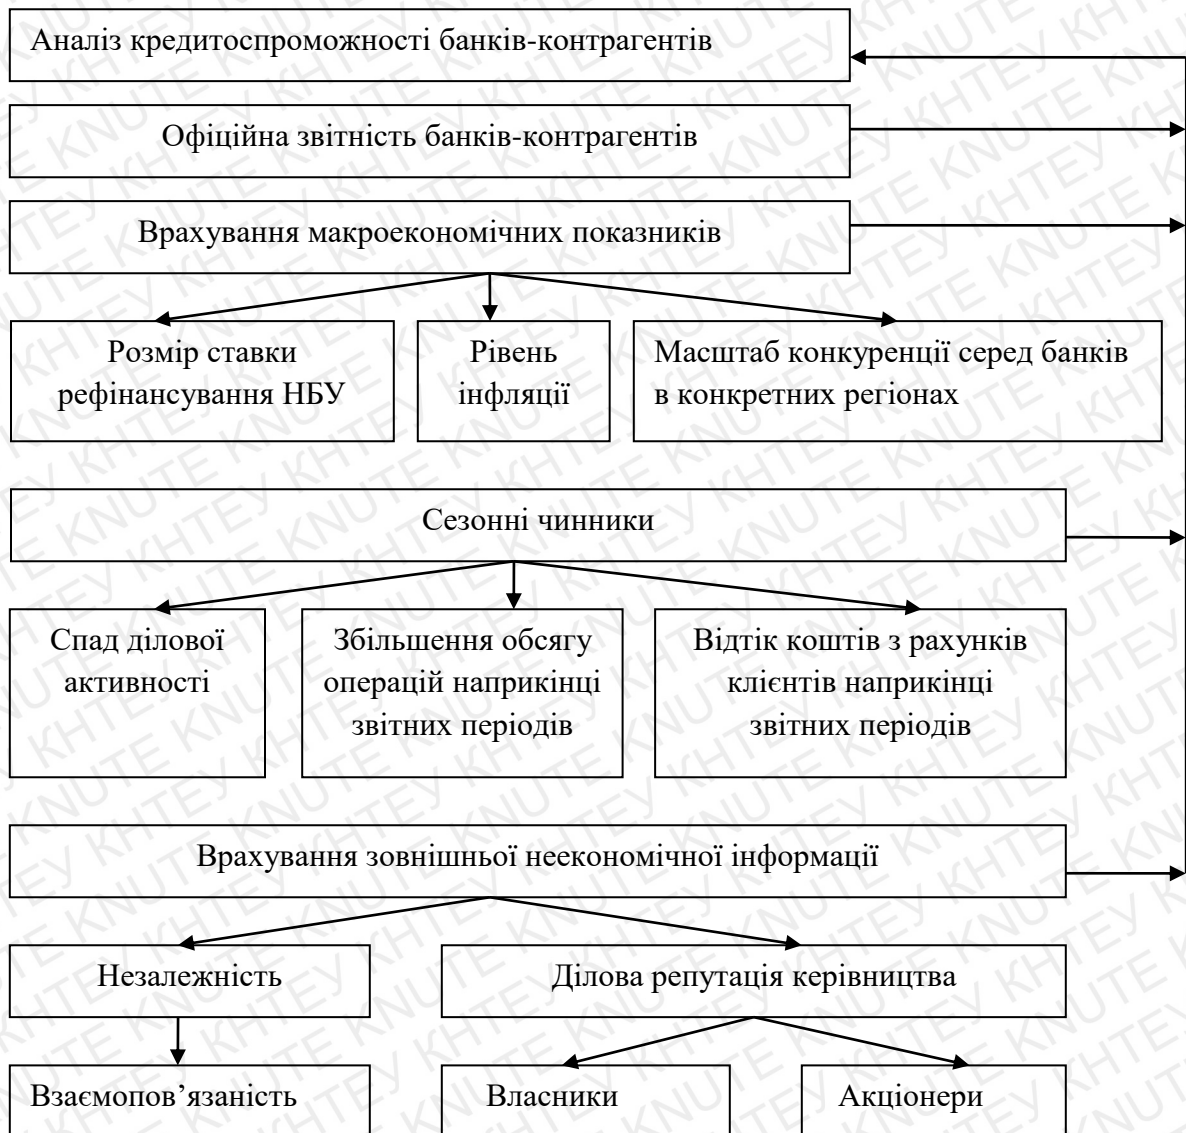 Аналіз кредитоспроможності банків-контрагентів
Офіційна звітність банків-контрагентів
Врахування макроекономічних показників
Розмір ставки
рефінансування НБУ
Рівень
інфляції
Масштаб конкуренції серед банків
в конкретних регіонах
Сезонні чинники
Спад ділової
активності
Збільшення обсягу
операцій наприкінці
звітних періодів
Відтік коштів з рахунків
клієнтів наприкінці
звітних періодів
Врахування зовнішньої неекономічної інформації
Незалежність
Ділова репутація керівництва
Взаємопов’язаність
Власники
Акціонери